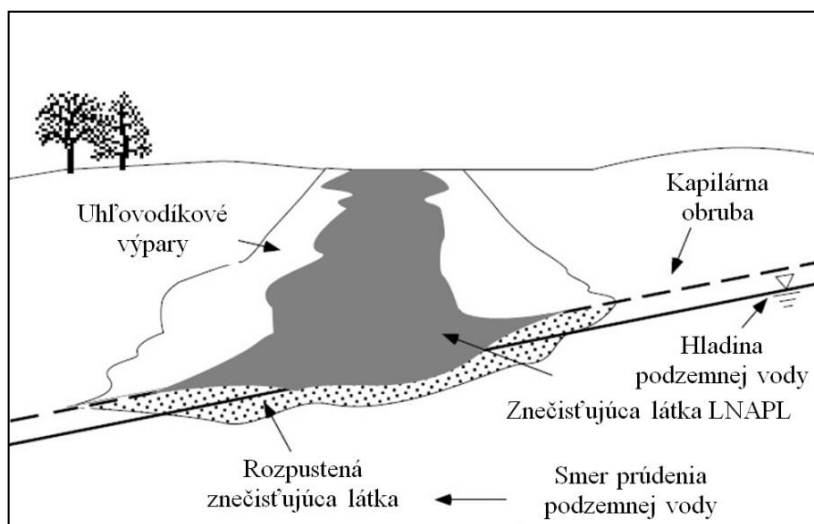 Uhľovodíkové
výpary
Kapilárna
obruba
Hladina
podzemnej vody
Znečisťujúca látka LNAPL
Rozpustená
znečisťujúca látka
Smer prúdenia
podzemnej vody